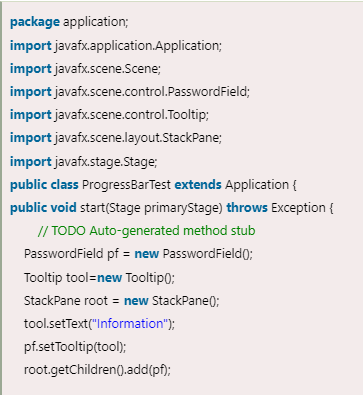 package application;
import javafx.application.Application;
import javafx.scene.Scene;
import javafx.scene.control.PasswordField;
import javafx.scene.control.Tooltip;
import javafx.scene.layout.StackPane;
import javafx.stage.Stage;
public class ProgressBarTest extends Application {
public void start(Stage primaryStage) throws Exception {
// TODO Auto-generated method stub
PasswordField pf = new PasswordField();
Tooltip tool=new Tooltip();
StackPane root = new StackPane();
tool.setText("Information");
pf.setTooltip(tool);
root.getChildren().add(pf);